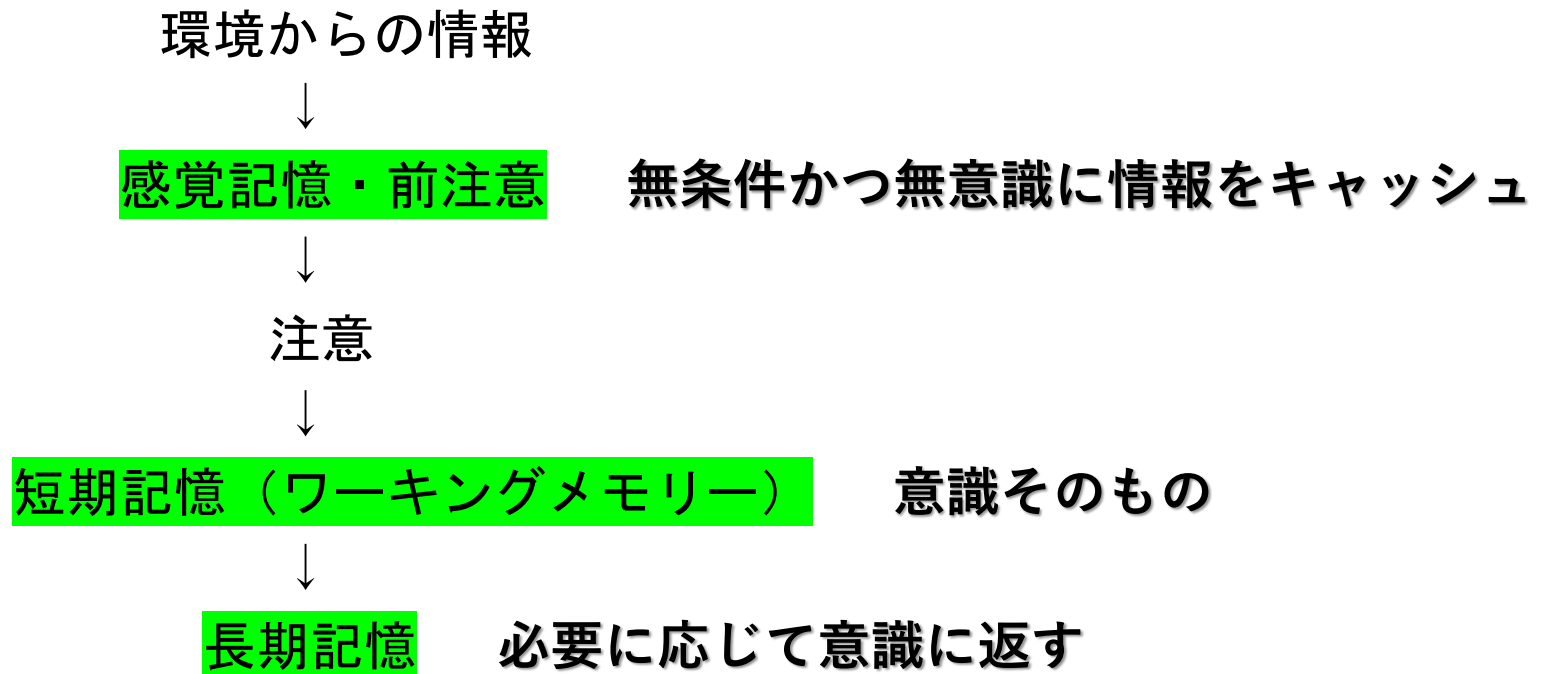 環境からの情報
↓
感覚記憶・前注意　無条件かつ無意識に情報をキャッシュ
↓
注意
↓
短期記憶（ワーキングメモリー）　意識そのもの
↓
長期記憶　必要に応じて意識に返す